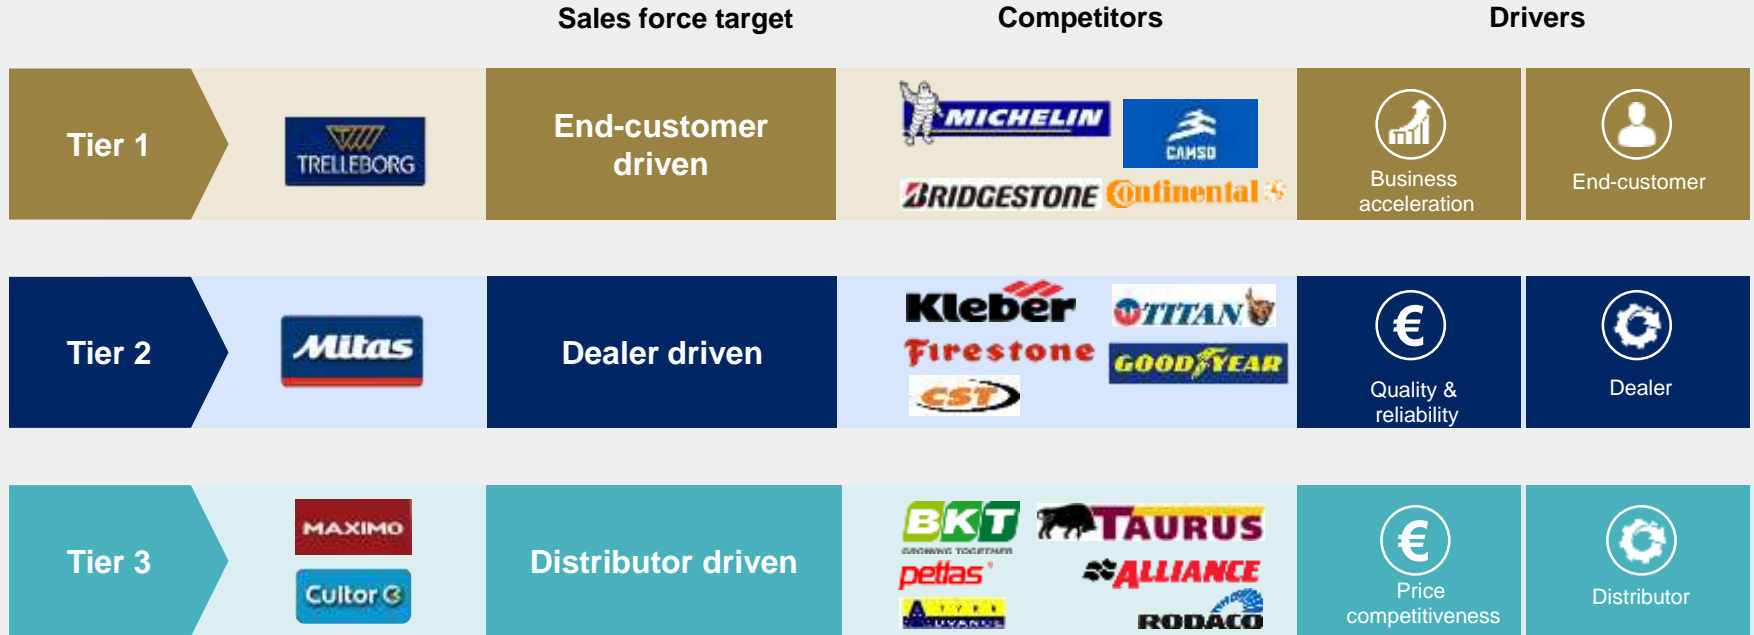 Sales force target
Competitors
Drivers
Tier 1
TRELLEBORG
End-customer
driven
MICHELIN
CAMSO
BRIDGESTONE
Continental
Business
acceleration
End-customer
Tier 2
Mitas
Dealer driven
Kleber
TITAN
Firestone
GOODYEAR
CST
€
Quality &
reliability
Dealer
Tier 3
MAXIMO
Cultor
Distributor driven
BKT
GROWING TOGETHER
TAURUS
petlas
ALLIANCE
TYRE
ADVANCE
RODACO
€
Price
competitiveness
Distributor